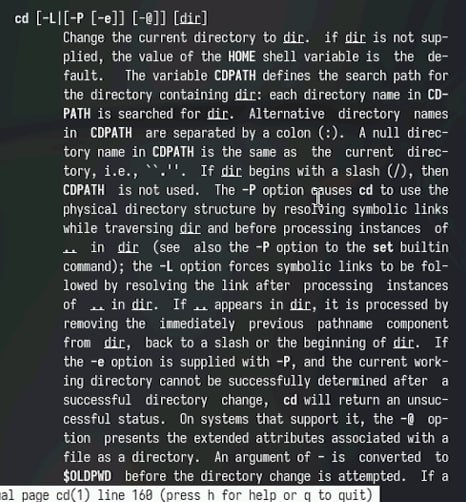 cd [-L|[-P [-e]] [-@]] [dir]
Change the current directory to dir. if dir is not sup-
plied, the value of the HOME shell variable is the de-
fault. The variable CDPATH defines the search path for
the directory containing dir: each directory name in CD-
PATH is searched for dir. Alternative directory names
in CDPATH are separated by a colon (:). A null direc-
tory name in CDPATH is the same as the current direc-
tory, i.e., ``.''. If dir begins with a slash (/), then
CDPATH is not used. The -P option causes cd to use the
physical directory structure by resolving symbolic links
while traversing dir and before processing instances of
.. in dir (see also the -P option to the set builtin
command); the -L option forces symbolic links to be fol-
lowed by resolving the link after processing instances
of .. in dir. If .. appears in dir, it is processed by
removing the immediately previous pathname component
from dir, back to a slash or the beginning of dir. If
the -e option is supplied with -P, and the current work-
ing directory cannot be successfully determined after a
successful directory change, cd will return an unsuc-
cessful status. On systems that support it, the -@ op-
tion presents the extended attributes associated with a
file as a directory. An argument of - is converted to
$OLDPWD before the directory change is attempted. If a
ual page cd(1) line 160 (press h for help or q to quit)